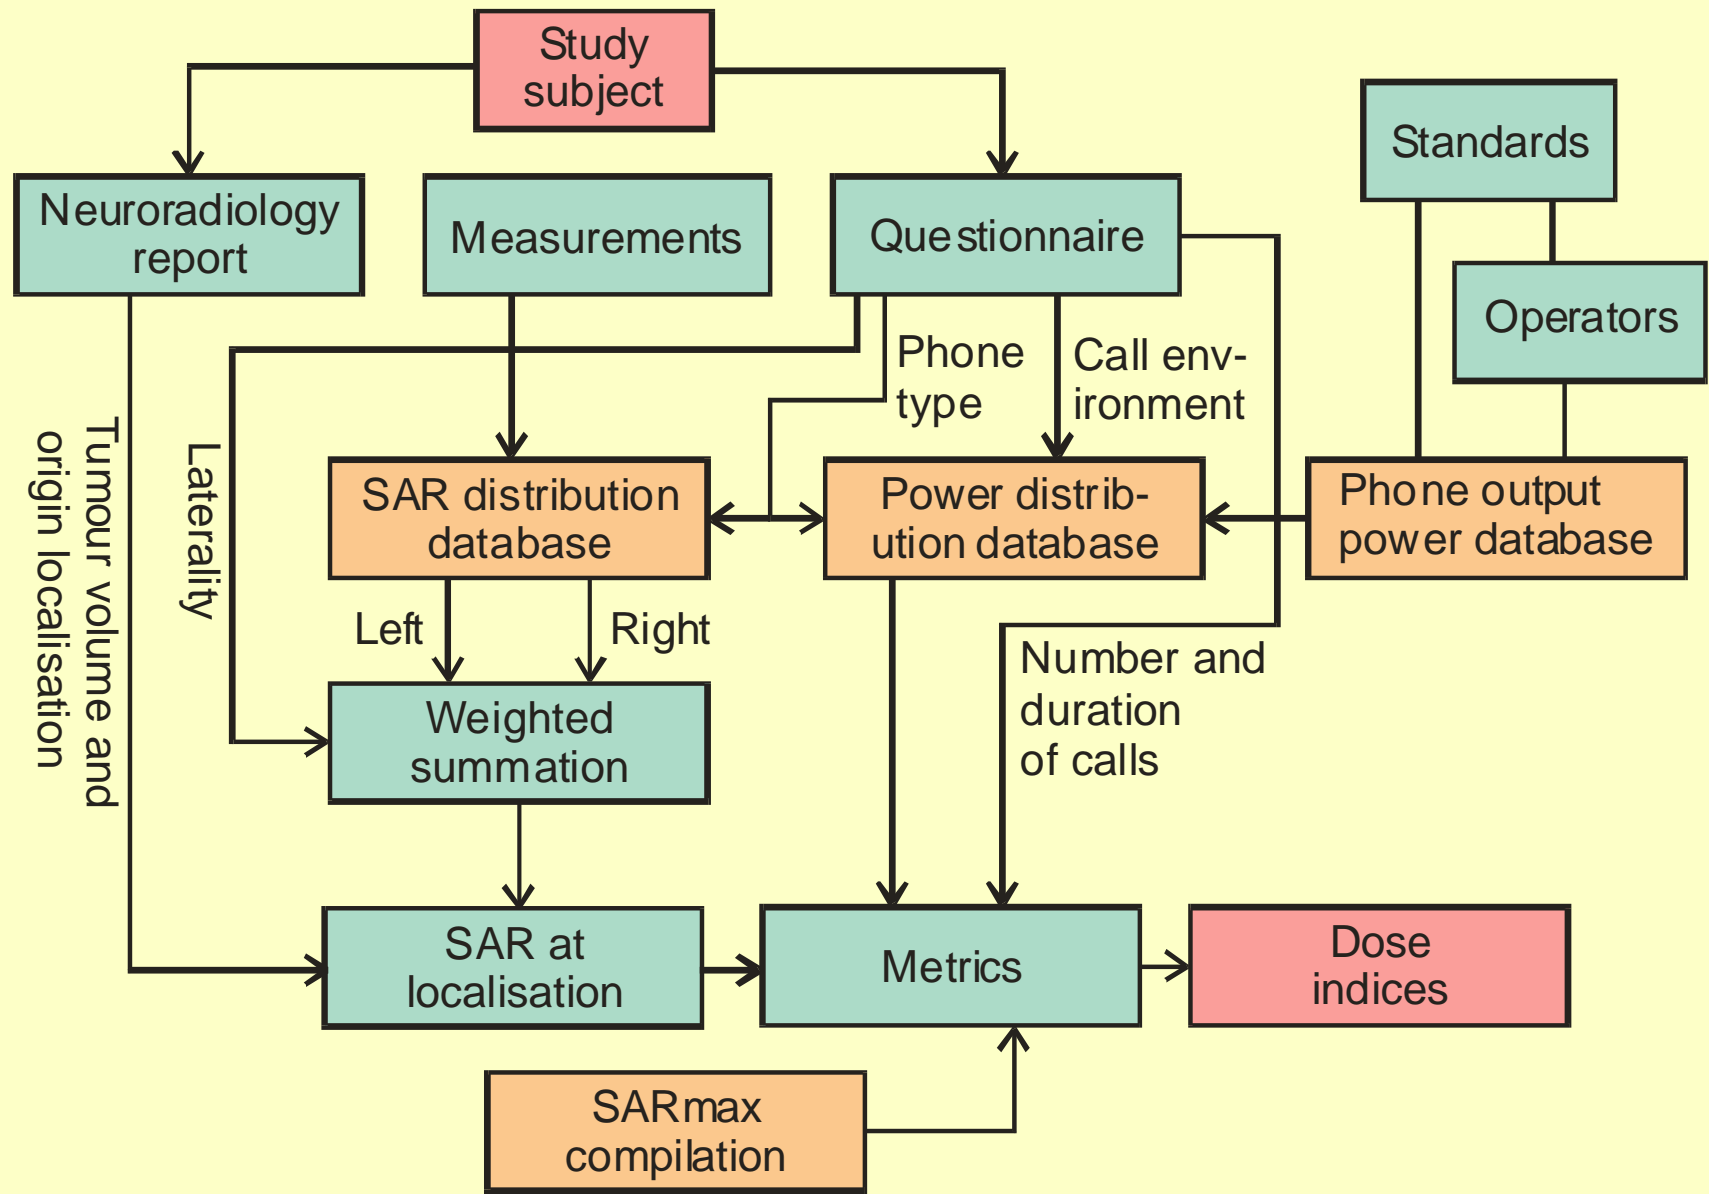 Study
subject
Standards
Neuroradiology
report
Measurements
Questionnaire
Operators
Phone
type
Call env-
ironment
Tumour volume and
origin localisation
Laterality
SAR distribution
database
Power distrib-
ution database
Phone output
power database
Left
Right
Number and
duration
of calls
Weighted
summation
SAR at
localisation
Metrics
Dose
indices
SARmax
compilation